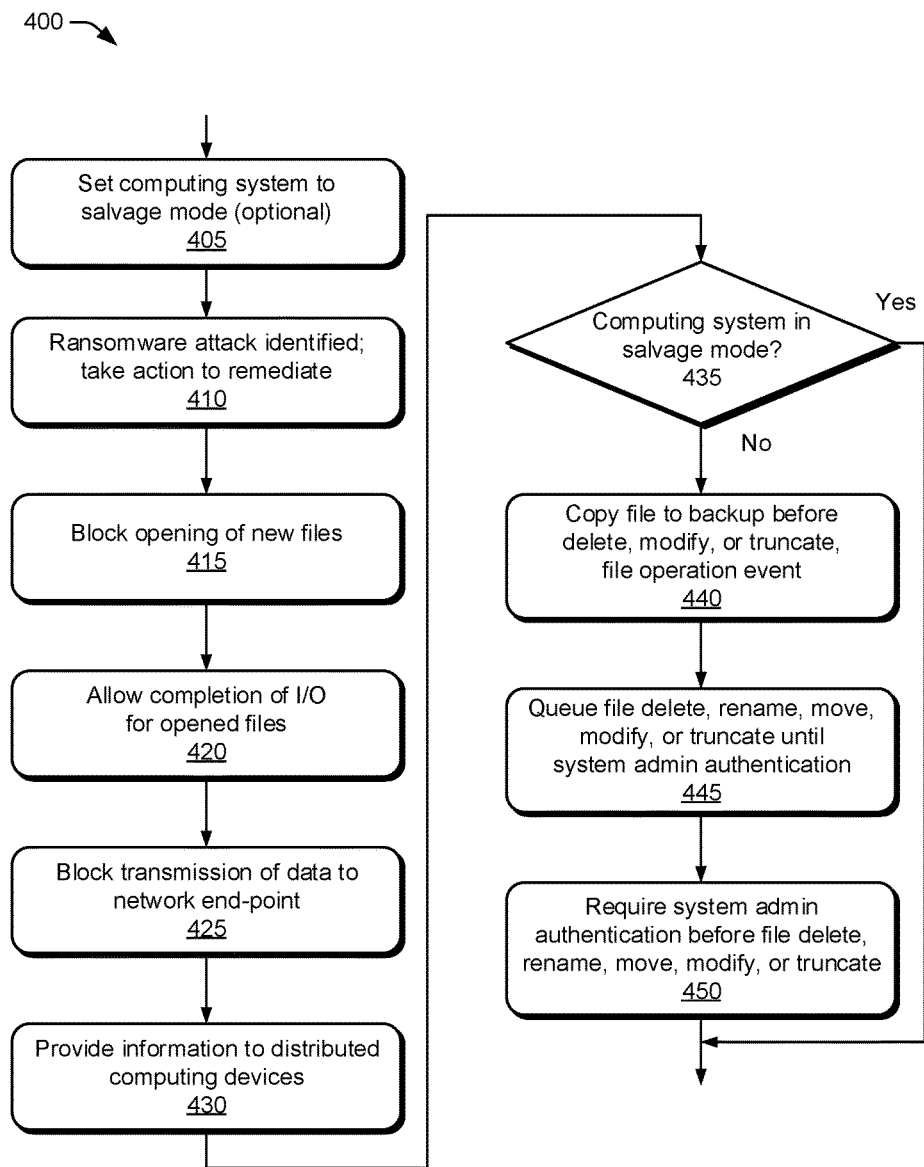 400
Set computing system to
salvage mode (optional)
405
Ransomware attack identified;
take action to remediate
410
Block opening of new files
415
Allow completion of I/O
for opened files
420
Block transmission of data to
network end-point
425
Provide information to distributed
computing devices
430
Computing system in
salvage mode?
435
Yes
No
Copy file to backup before
delete, modify, or truncate,
file operation event
440
Queue file delete, rename, move,
modify, or truncate until
system admin authentication
445
Require system admin
authentication before file delete,
rename, move, modify, or truncate
450